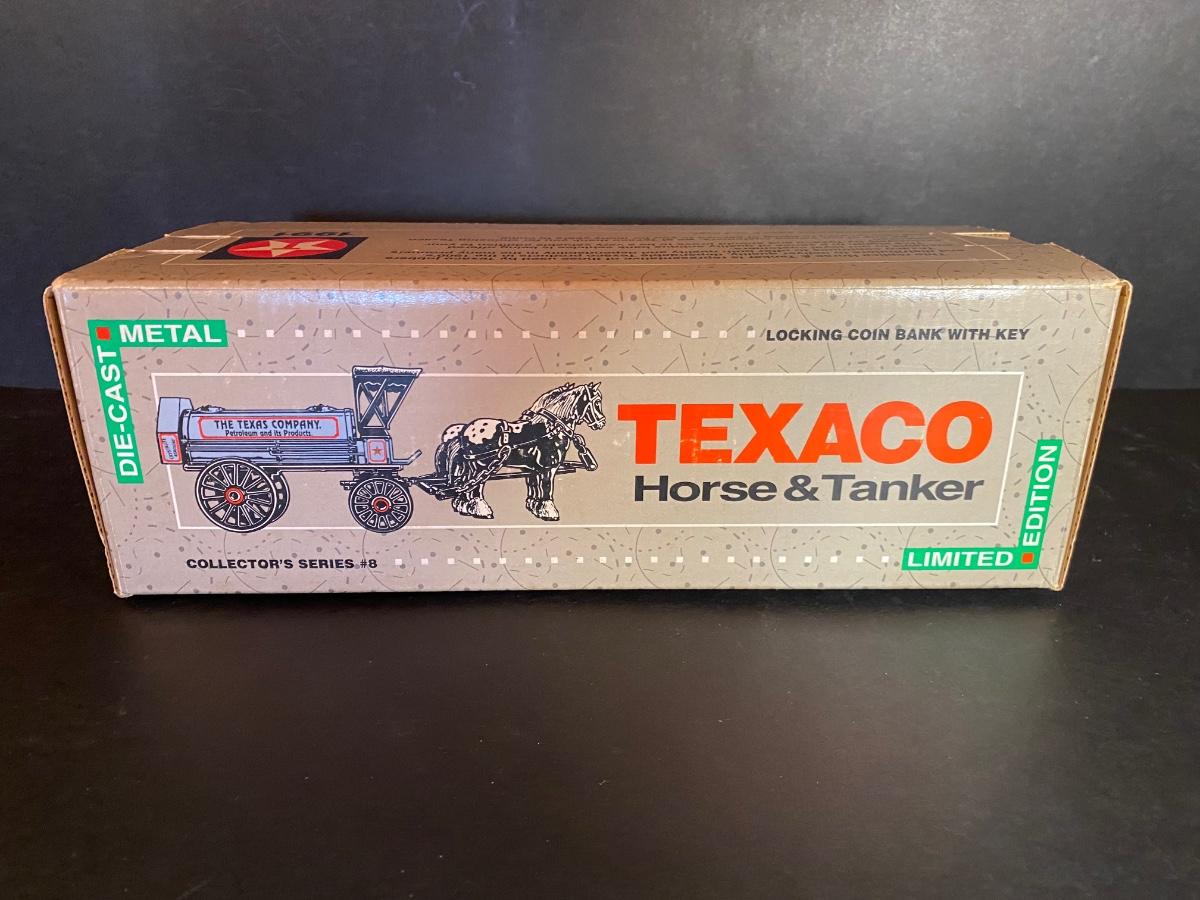 1991
DIE-CAST METAL
LOCKING COIN BANK WITH KEY
THE TEXAS COMPANY.
Petroleum and Its Products
TEXACO
Horse & Tanker
COLLECTOR'S SERIES #8
LIMITED EDITION